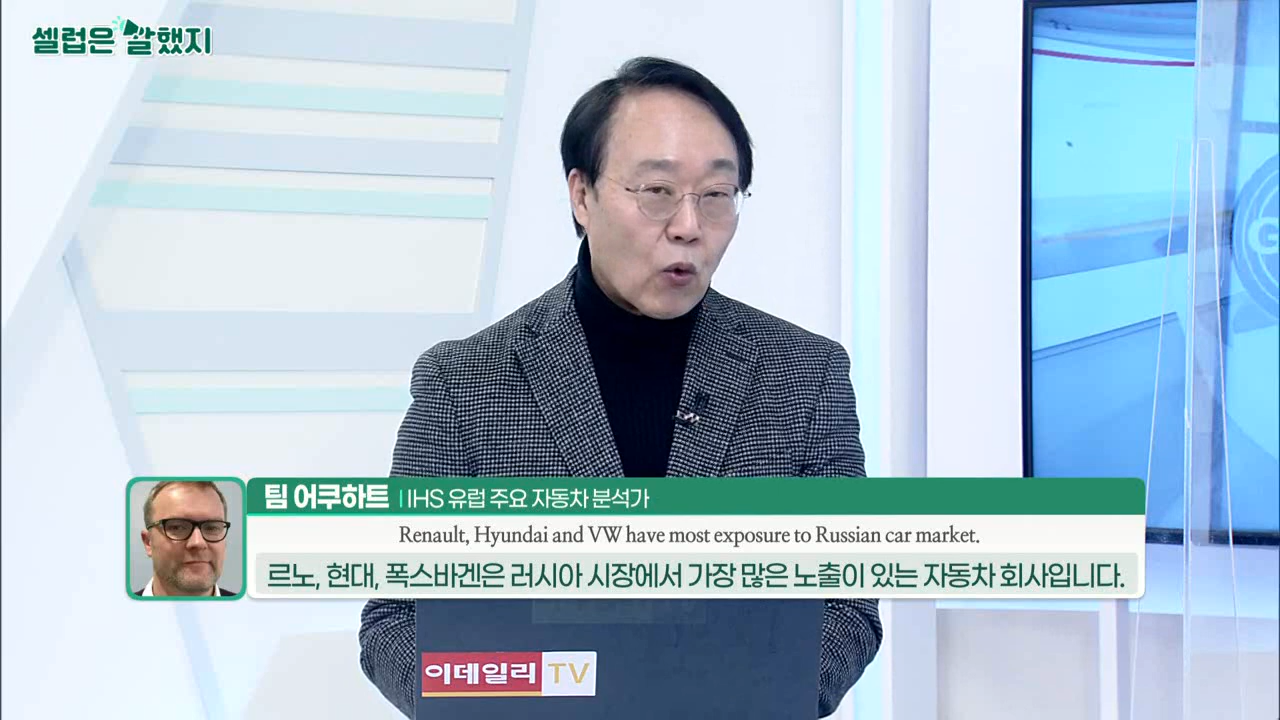 셀럽은 말했지
팀 어쿠하트 IHS 유럽 주요 자동차 분석가
Renault, Hyundai and VW have most exposure to Russian car market.
르노, 현대, 폭스바겐은 러시아 시장에서 가장 많은 노출이 있는 자동차 회사입니다.
이데일리 TV
G